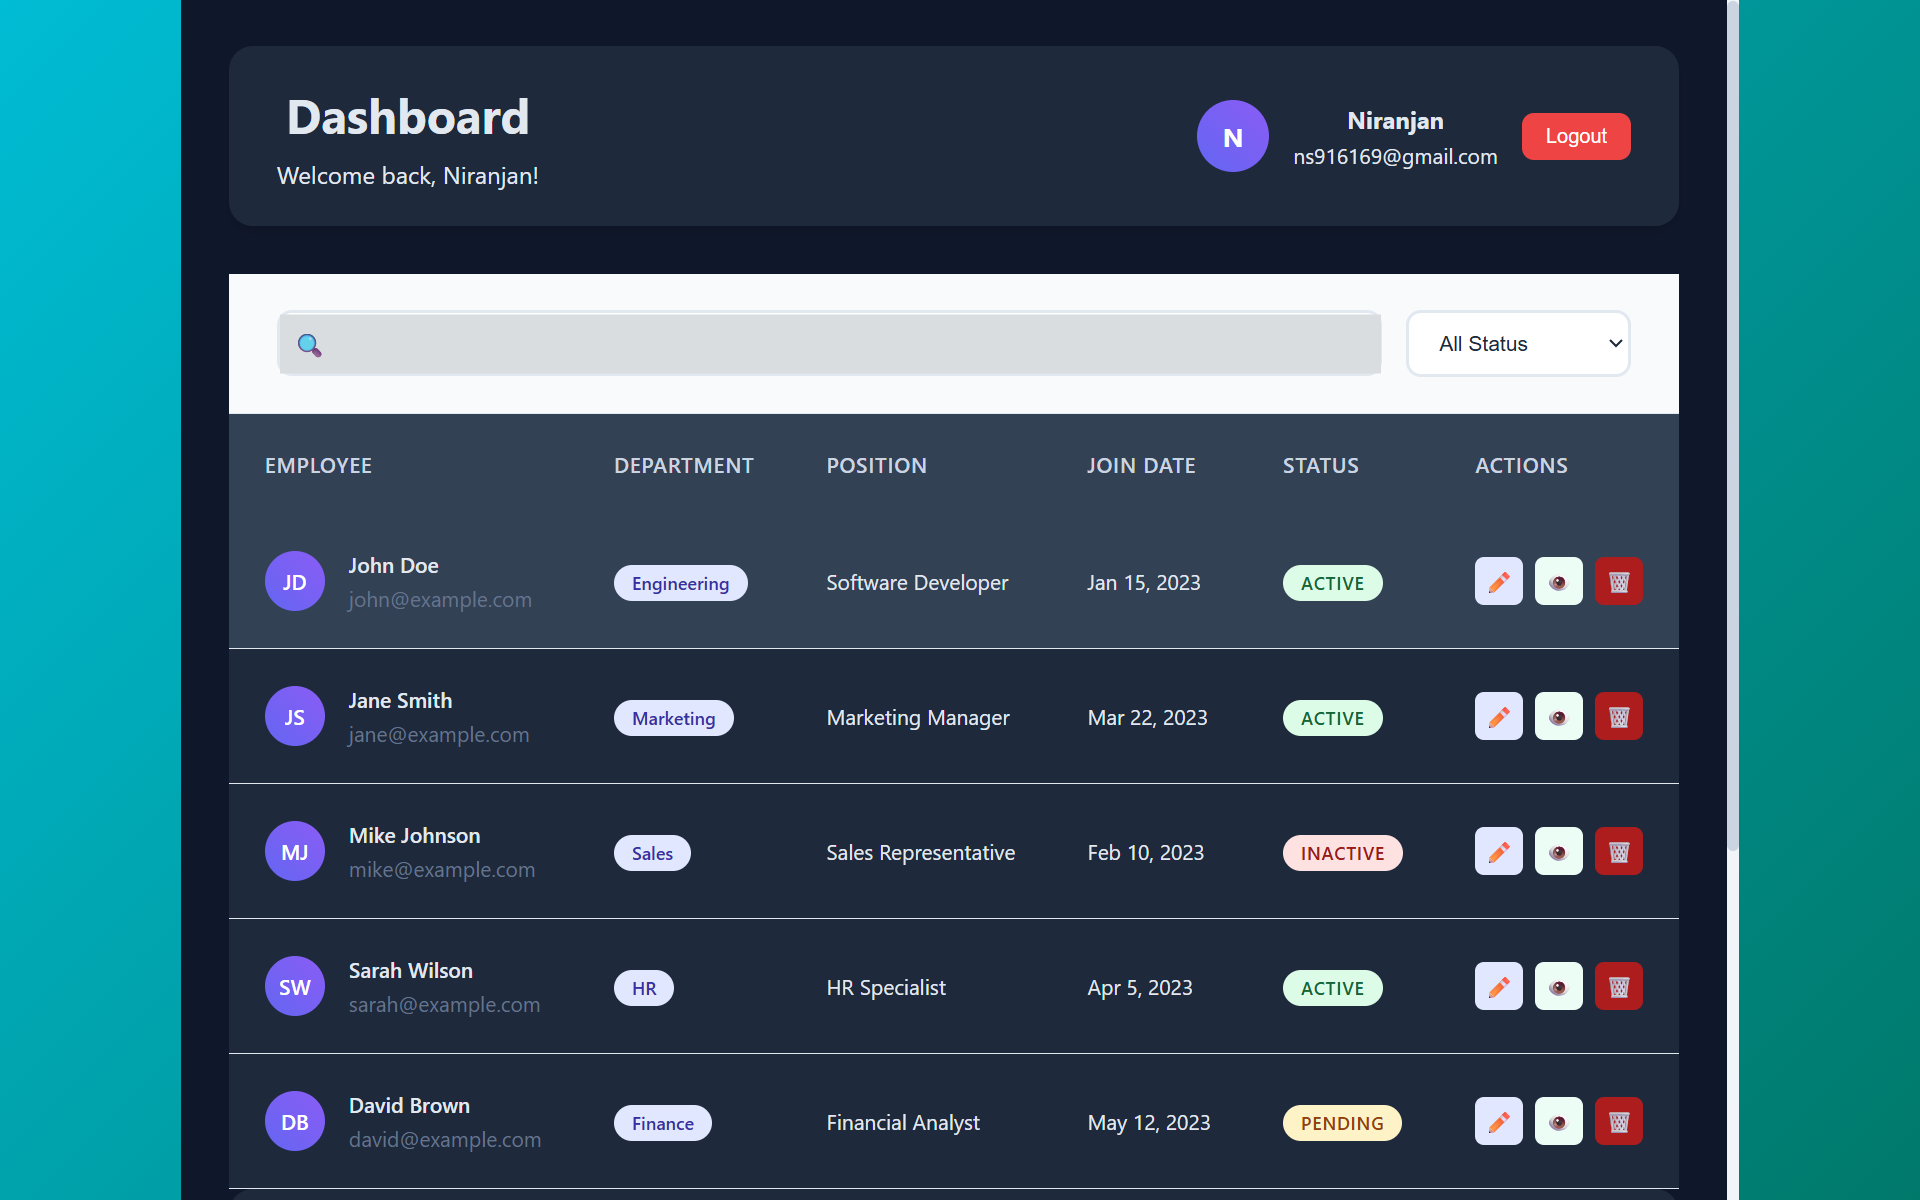 Dashboard
Welcome back, Niranjan!
N
Niranjan
ns916169@gmail.com
Logout
All Status
EMPLOYEE DEPARTMENT POSITION JOIN DATE STATUS ACTIONS
JD John Doe john@example.com Engineering Software Developer Jan 15, 2023 ACTIVE
JS Jane Smith jane@example.com Marketing Marketing Manager Mar 22, 2023 ACTIVE
MJ Mike Johnson mike@example.com Sales Sales Representative Feb 10, 2023 INACTIVE
SW Sarah Wilson sarah@example.com HR HR Specialist Apr 5, 2023 ACTIVE
DB David Brown david@example.com Finance Financial Analyst May 12, 2023 PENDING